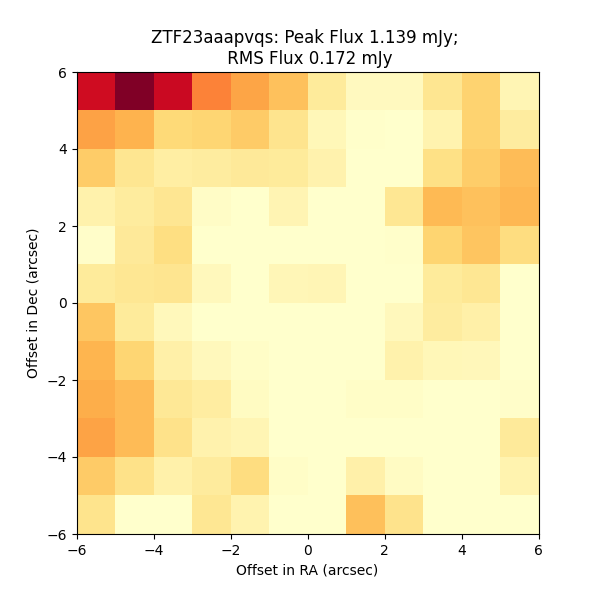 ZTF23aaapvqs: Peak Flux 1.139 mJy;
RMS Flux 0.172 mJy
6
4
2
0
−2
−4
−6
Offset in Dec (arcsec)
−6 −4 −2 0 2 4 6
Offset in RA (arcsec)